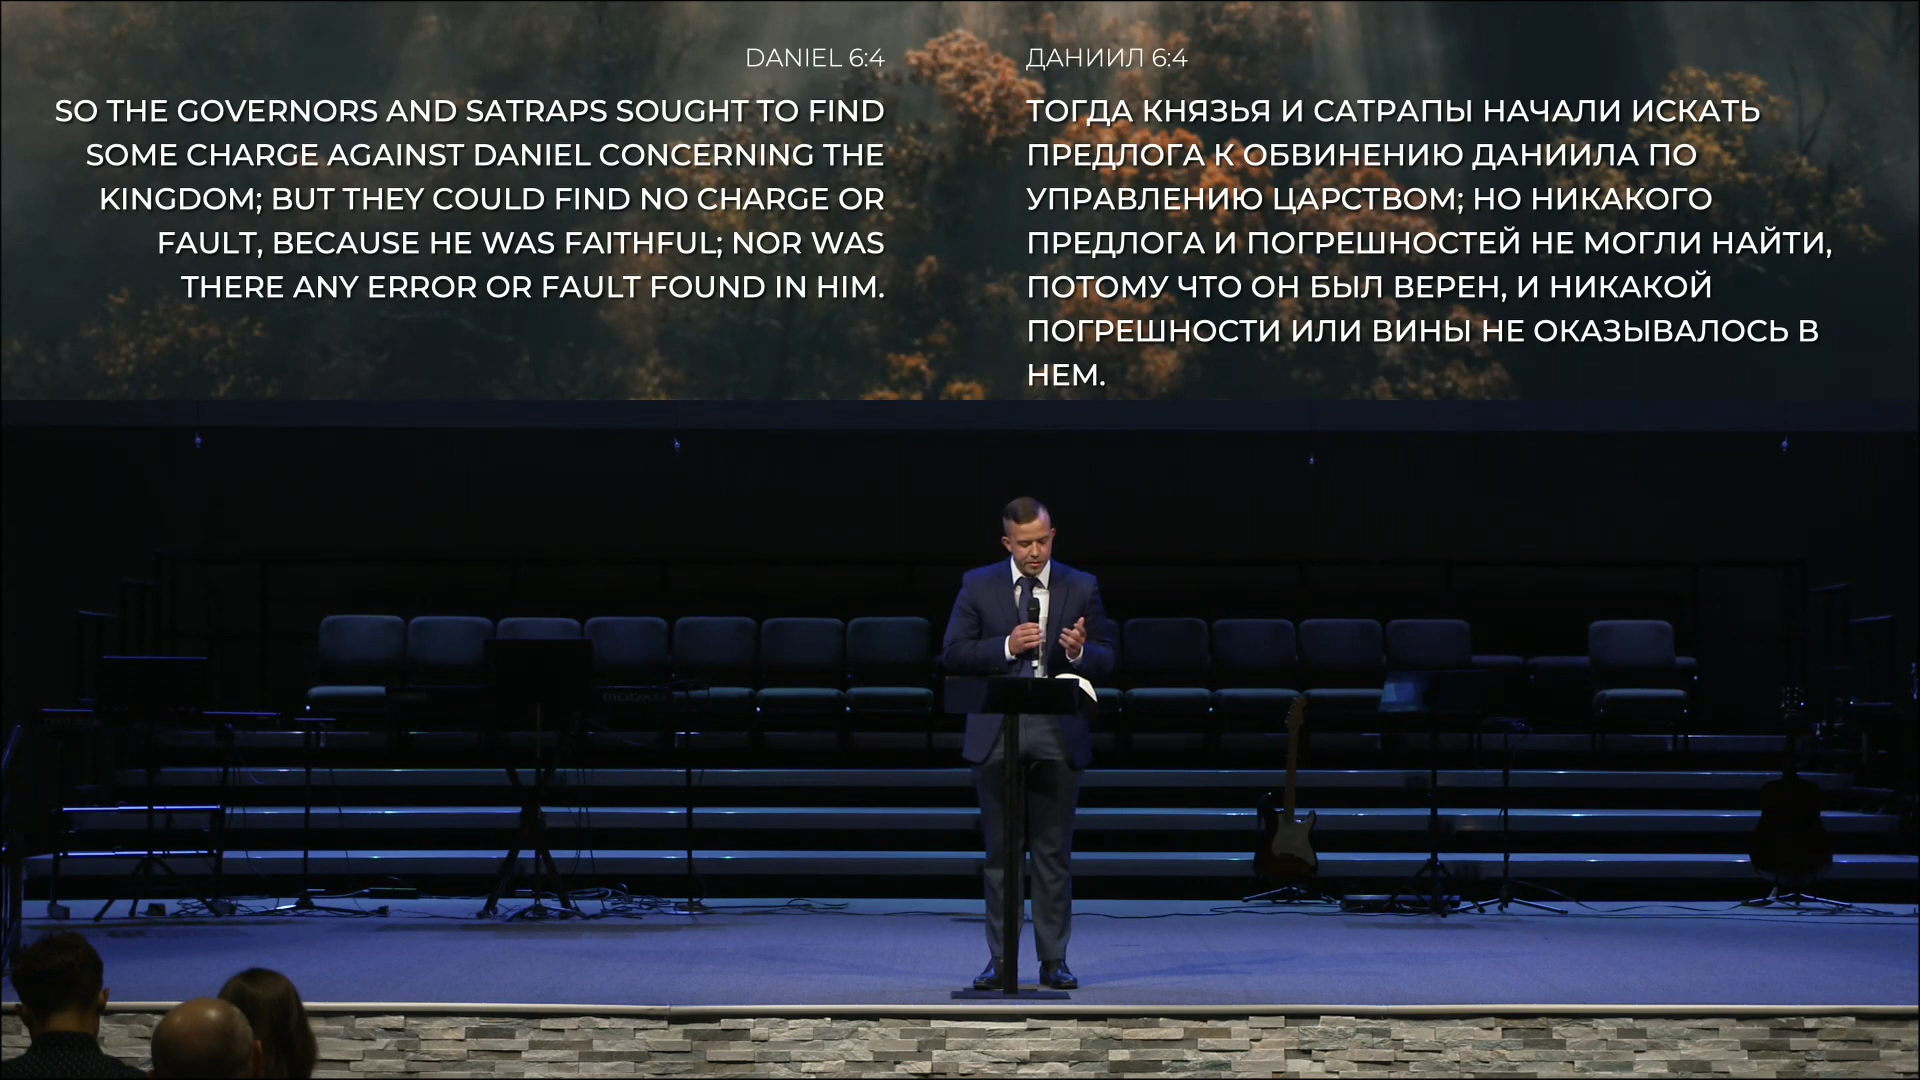 DANIEL 6:4
SO THE GOVERNORS AND SATRAPS SOUGHT TO FIND
SOME CHARGE AGAINST DANIEL CONCERNING THE
KINGDOM; BUT THEY COULD FIND NO CHARGE OR
FAULT, BECAUSE HE WAS FAITHFUL; NOR WAS
THERE ANY ERROR OR FAULT FOUND IN HIM.
ДАНИИЛ 6:4
ТОГДА КНЯЗЬЯ И САТРАПЫ НАЧАЛИ ИСКАТЬ
ПРЕДЛОГА К ОБВИНЕНИЮ ДАНИИЛА ПО
УПРАВЛЕНИЮ ЦАРСТВОМ; НО НИКАКОГО
ПРЕДЛОГА И ПОГРЕШНОСТЕЙ НЕ МОГЛИ НАЙТИ,
ПОТОМУ ЧТО ОН БЫЛ ВЕРЕН, И НИКАКОЙ
ПОГРЕШНОСТИ ИЛИ ВИНЫ НЕ ОКАЗЫВАЛОСЬ В
НЕМ.